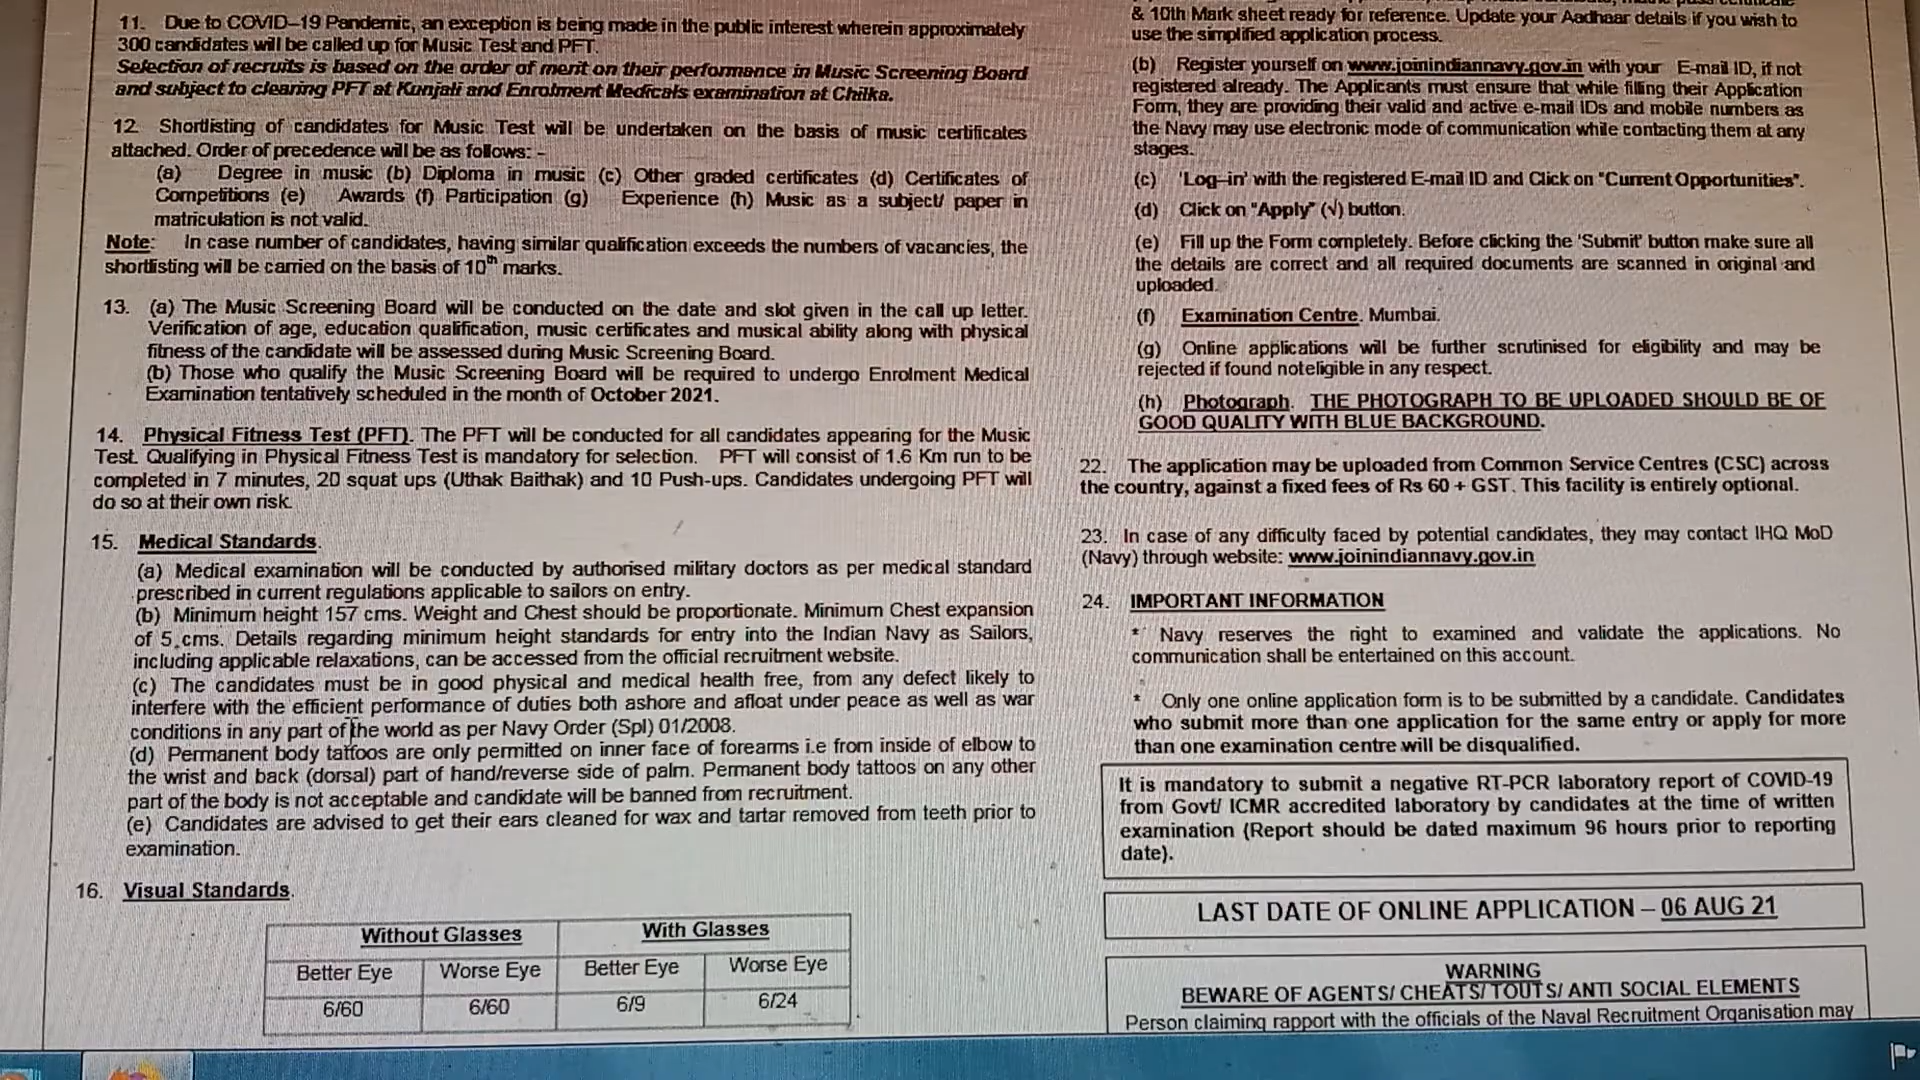 11. Due to COVID–19 Pandemic, an exception is being made in the public interest wherein approximately
300 candidates will be called up for Music Test and PFT.
Selection of recruits is based on the order of merit on their performance in Music Screening Board
and subject to clearing PFT at Kunjali and Enrolment Medicals examination at Chilka.
12. Shortlisting of candidates for Music Test will be undertaken on the basis of music certificates
attached. Order of precedence will be as follows: -
(a) Degree in music (b) Diploma in music (c) Other graded certificates (d) Certificates of
Competitions (e) Awards (f) Participation (g) Experience (h) Music as a subject/ paper in
matriculation is not valid.
Note: In case number of candidates, having similar qualification exceeds the numbers of vacancies, the
shortlisting will be carried on the basis of 10th marks.
13. (a) The Music Screening Board will be conducted on the date and slot given in the call up letter.
Verification of age, education qualification, music certificates and musical ability along with physical
fitness of the candidate will be assessed during Music Screening Board.
(b) Those who qualify the Music Screening Board will be required to undergo Enrolment Medical
Examination tentatively scheduled in the month of October 2021.
14. Physical Fitness Test (PFT). The PFT will be conducted for all candidates appearing for the Music
Test. Qualifying in Physical Fitness Test is mandatory for selection. PFT will consist of 1.6 Km run to be
completed in 7 minutes, 20 squat ups (Uthak Baithak) and 10 Push-ups. Candidates undergoing PFT will
do so at their own risk.
15. Medical Standards.
(a) Medical examination will be conducted by authorised military doctors as per medical standard
prescribed in current regulations applicable to sailors on entry.
(b) Minimum height 157 cms. Weight and Chest should be proportionate. Minimum Chest expansion
of 5 cms. Details regarding minimum height standards for entry into the Indian Navy as Sailors,
including applicable relaxations, can be accessed from the official recruitment website.
(c) The candidates must be in good physical and medical health free, from any defect likely to
interfere with the efficient performance of duties both ashore and afloat under peace as well as war
conditions in any part of the world as per Navy Order (Spl) 01/2008.
(d) Permanent body tattoos are only permitted on inner face of forearms i.e from inside of elbow to
the wrist and back (dorsal) part of hand/reverse side of palm. Permanent body tattoos on any other
part of the body is not acceptable and candidate will be banned from recruitment.
(e) Candidates are advised to get their ears cleaned for wax and tartar removed from teeth prior to
examination.
16. Visual Standards.
Without Glasses With Glasses
Better Eye Worse Eye Better Eye Worse Eye
6/60 6/60 6/9 6/24
& 10th Mark sheet ready for reference. Update your Aadhaar details if you wish to
use the simplified application process.
(b) Register yourself on www.joinindiannavy.gov.in with your E-mail ID, if not
registered already. The Applicants must ensure that while filling their Application
Form, they are providing their valid and active e-mail IDs and mobile numbers as
the Navy may use electronic mode of communication while contacting them at any
stages.
(c) 'Log–in' with the registered E-mail ID and Click on "Current Opportunities".
(d) Click on "Apply" (√) button.
(e) Fill up the Form completely. Before clicking the 'Submit' button make sure all
the details are correct and all required documents are scanned in original and
uploaded.
(f) Examination Centre. Mumbai.
(g) Online applications will be further scrutinised for eligibility and may be
rejected if found noteligible in any respect.
(h) Photograph. THE PHOTOGRAPH TO BE UPLOADED SHOULD BE OF
GOOD QUALITY WITH BLUE BACKGROUND.
22. The application may be uploaded from Common Service Centres (CSC) across
the country, against a fixed fees of Rs 60 + GST. This facility is entirely optional.
23. In case of any difficulty faced by potential candidates, they may contact IHQ MoD
(Navy) through website: www.joinindiannavy.gov.in
24. IMPORTANT INFORMATION
* Navy reserves the right to examined and validate the applications. No
communication shall be entertained on this account.
* Only one online application form is to be submitted by a candidate. Candidates
who submit more than one application for the same entry or apply for more
than one examination centre will be disqualified.
It is mandatory to submit a negative RT-PCR laboratory report of COVID-19
from Govt/ ICMR accredited laboratory by candidates at the time of written
examination (Report should be dated maximum 96 hours prior to reporting
date).
LAST DATE OF ONLINE APPLICATION – 06 AUG 21
WARNING
BEWARE OF AGENTS/ CHEATS/ TOUTS/ ANTI SOCIAL ELEMENTS
Person claiming rapport with the officials of the Naval Recruitment Organisation may